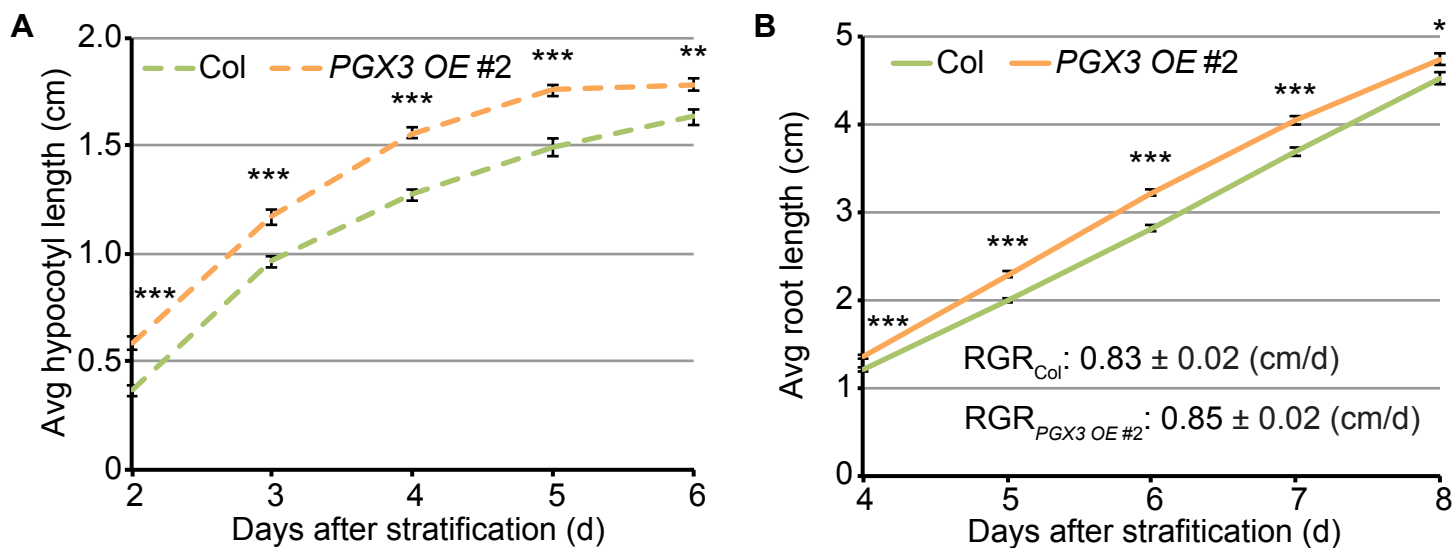 A
Avg hypocotyl length (cm)
2.0
1.5
1.0
0.5
0
Col
PGX3 OE #2
***
***
***
***
**
2 3 4 5 6
Days after stratification (d)
B
Avg root length (cm)
5
4
3
2
1
0
Col
PGX3 OE #2
***
***
***
***
*
RGRCol: 0.83 ± 0.02 (cm/d)
RGRPGX3 OE #2: 0.85 ± 0.02 (cm/d)
4 5 6 7 8
Days after strafitication (d)